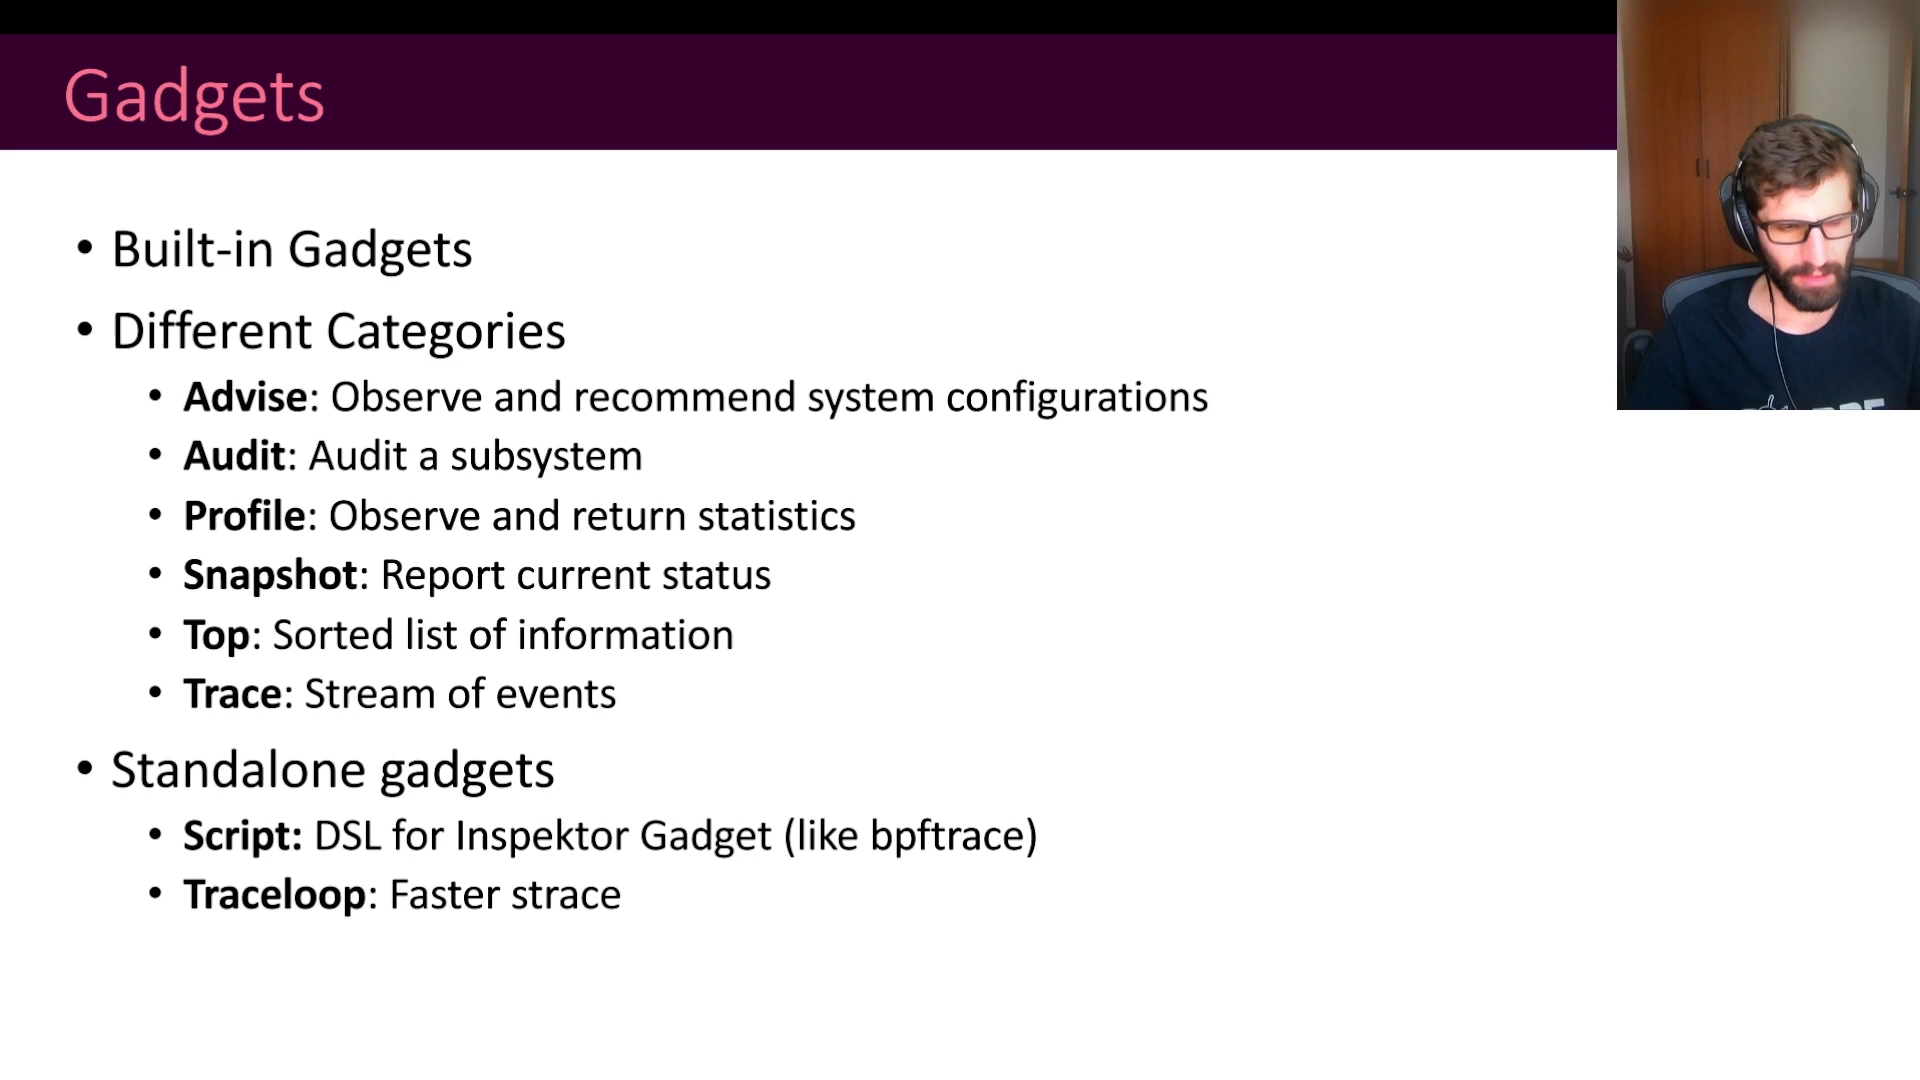 Gadgets
• Built-in Gadgets
• Different Categories
• Advise: Observe and recommend system configurations
• Audit: Audit a subsystem
• Profile: Observe and return statistics
• Snapshot: Report current status
• Top: Sorted list of information
• Trace: Stream of events
• Standalone gadgets
• Script: DSL for Inspektor Gadget (like bpftrace)
• Traceloop: Faster strace